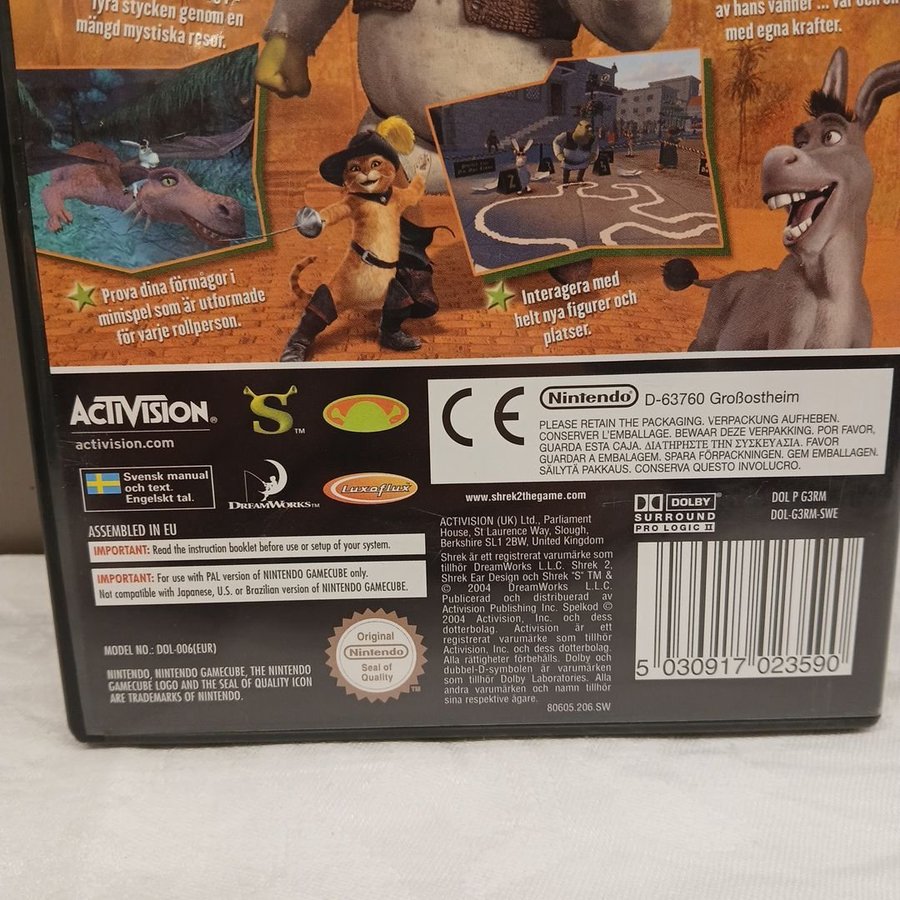 fyra stycken genom en
mängd mystiska resor.
av hans vänner ... var och en
med egna krafter.
Prova dina förmågor i
minispel som är utformade
för varje rollperson.
Interagera med
helt nya figurer och
platser.
ACTIVISION®
activision.com
S™
CE
Nintendo® D-63760 Großostheim
PLEASE RETAIN THE PACKAGING. VERPACKUNG AUFHEBEN.
CONSERVER L'EMBALLAGE. BEWAAR DEZE VERPAKKING. POR FAVOR,
GUARDA ESTA CAJA. ΔΙΑΤΗΡΗΣΤΕ ΤΗΝ ΣΥΣΚΕΥΑΣΙΑ. FAVOR
GUARDAR A EMBALAGEM. SPARA FÖRPACKNINGEN. GEM EMBALLAGEN.
SÄILYTÄ PAKKAUS. CONSERVA QUESTO INVOLUCRO.
Svensk manual
och text.
Engelskt tal.
DREAMWORKS™
Luxoflux
www.shrek2thegame.com
DOLBY®
SURROUND
PRO LOGIC II
DOL P G3RM
DOL-G3RM-SWE
ASSEMBLED IN EU
IMPORTANT: Read the instruction booklet before use or setup of your system.
IMPORTANT: For use with PAL version of NINTENDO GAMECUBE only.
Not compatible with Japanese, U.S. or Brazilian version of NINTENDO GAMECUBE.
MODEL NO.: DOL-006(EUR)
NINTENDO, NINTENDO GAMECUBE, THE NINTENDO
GAMECUBE LOGO AND THE SEAL OF QUALITY ICON
ARE TRADEMARKS OF NINTENDO.
Original
Nintendo
Seal of
Quality
™
ACTIVISION (UK) Ltd., Parliament
House, St Laurence Way, Slough,
Berkshire SL1 2BW, United Kingdom
Shrek är ett registrerat varumärke som
tillhör DreamWorks L.L.C. Shrek 2,
Shrek Ear Design och Shrek "S" TM &
© 2004 DreamWorks L.L.C.
Publicerad och distribuerad av
Activision Publishing Inc. Spelkod ©
2004 Activision, Inc. och dess
dotterbolag. Activision är ett
registrerat varumärke som tillhör
Activision, Inc. och dess dotterbolag.
Alla rättigheter förbehålls. Dolby och
dubbel-D-symbolen är varumärken
som tillhör Dolby Laboratories. Alla
andra varumärken och namn tillhör
sina respektive ägare.
80605.206.SW
5 030917 023590